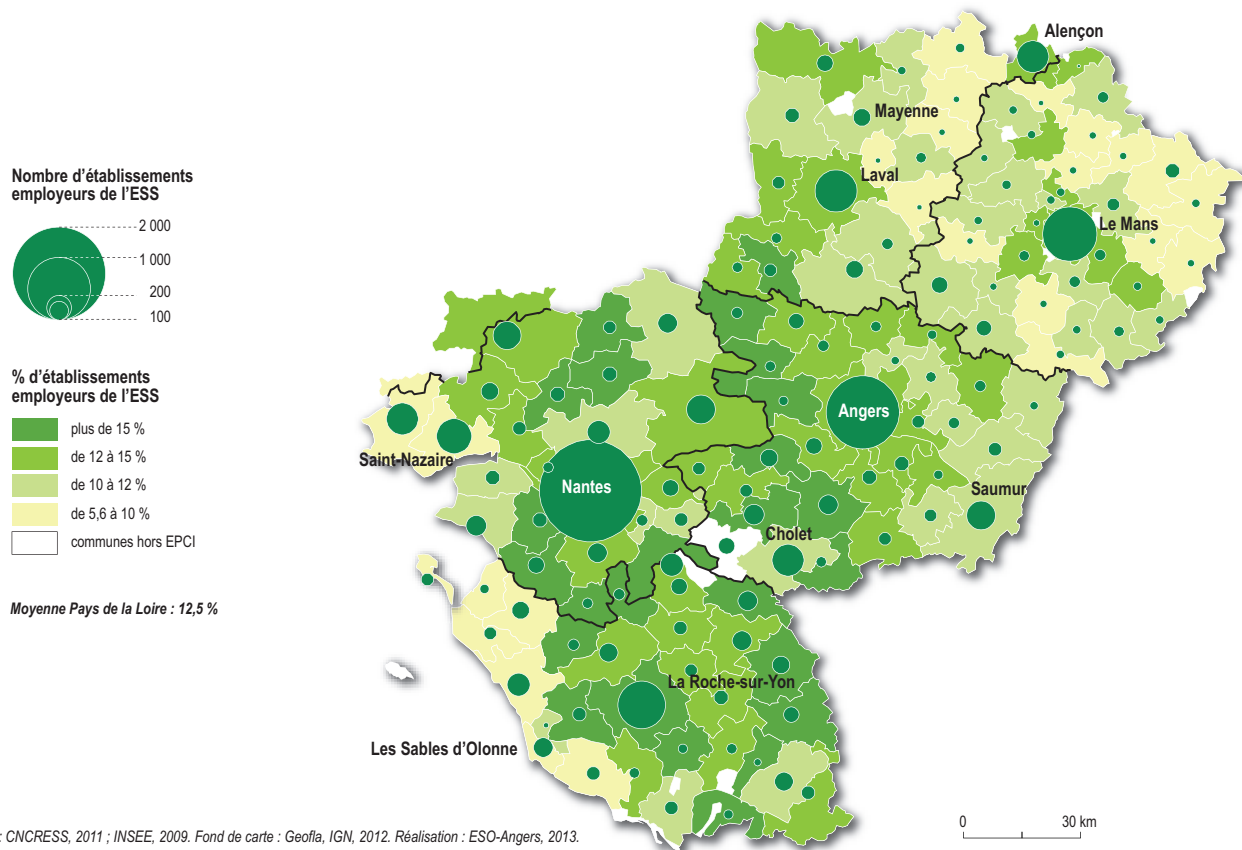 Nombre d'établissements
employeurs de l'ESS
2 000
1 000
200
100
% d'établissements
employeurs de l'ESS
plus de 15 %
de 12 à 15 %
de 10 à 12 %
de 5,6 à 10 %
communes hors EPCI
Moyenne Pays de la Loire : 12,5 %
Alençon
Mayenne
Laval
Le Mans
Angers
Saint-Nazaire
Nantes
Saumur
Cholet
La Roche-sur-Yon
Les Sables d'Olonne
0 30 km
: CNCRESS, 2011 ; INSEE, 2009. Fond de carte : Geofla, IGN, 2012. Réalisation : ESO-Angers, 2013.